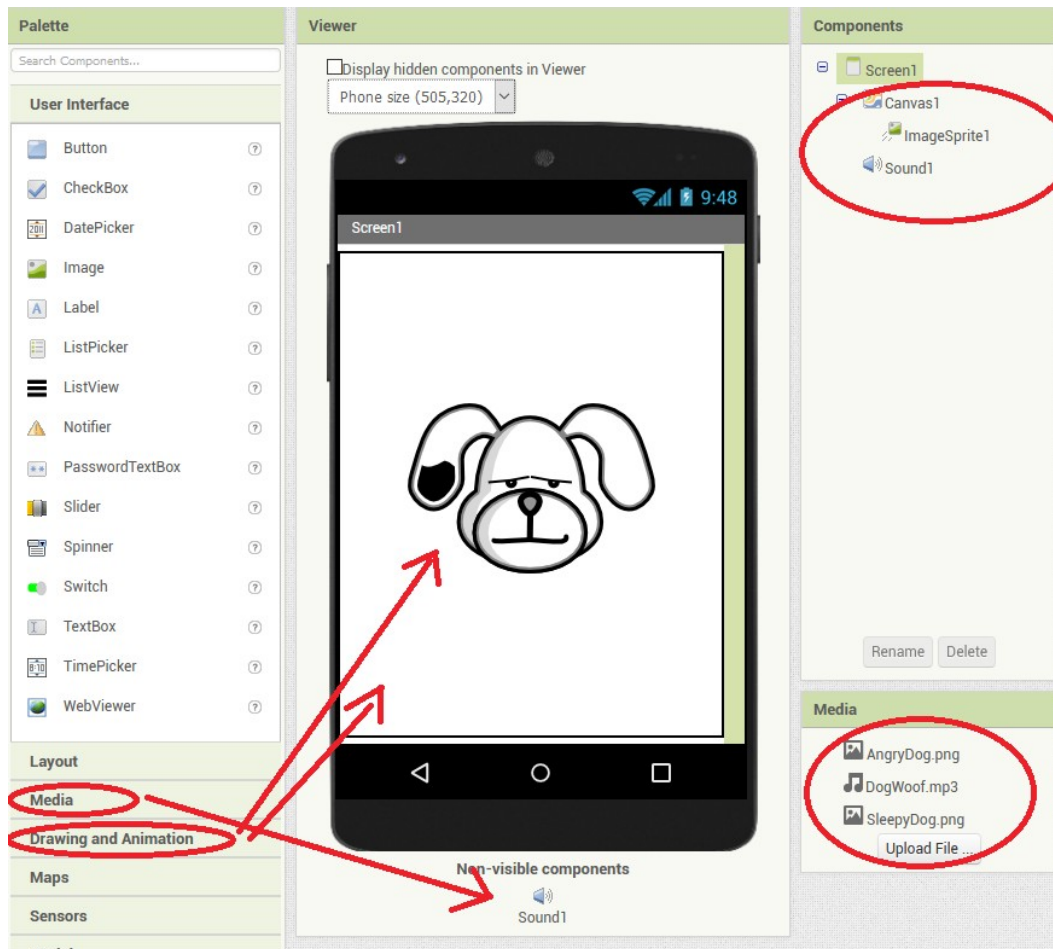 Palette
Search Components...
User Interface
Button
CheckBox
DatePicker
Image
Label
ListPicker
ListView
Notifier
PasswordTextBox
Slider
Spinner
Switch
TextBox
TimePicker
WebViewer
Layout
Media
Drawing and Animation
Maps
Sensors
Viewer
Display hidden components in Viewer
Phone size (505,320)
9:48
Screen1
Non-visible components
Sound1
Components
Screen1
Canvas1
ImageSprite1
Sound1
Rename Delete
Media
AngryDog.png
DogWoof.mp3
SleepyDog.png
Upload File ...